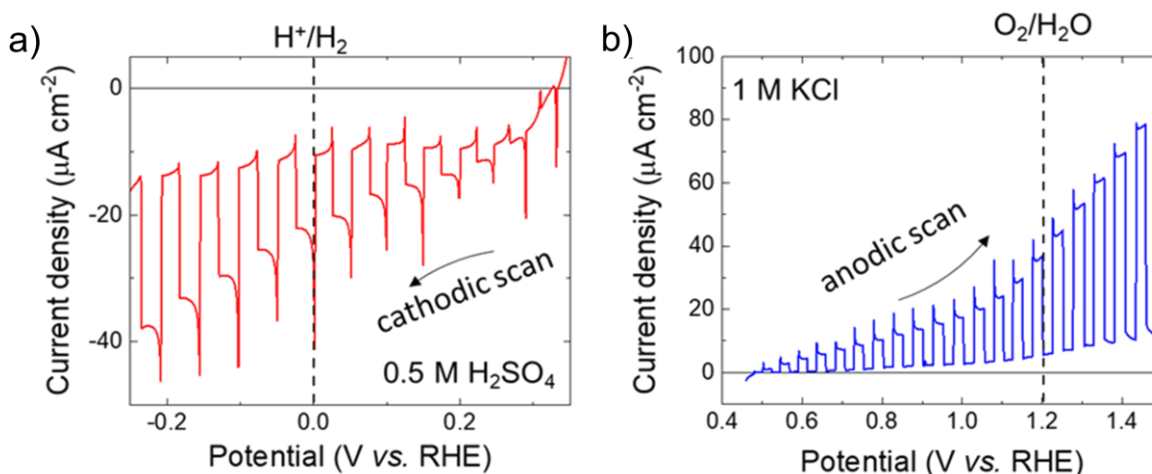 a)
H⁺/H₂
0
-20
-40
Current density (μA cm⁻²)
cathodic scan
0.5 M H₂SO₄
-0.2
0.0
0.2
Potential (V vs. RHE)
b)
O₂/H₂O
100
80
60
40
20
0
Current density (μA cm⁻²)
1 M KCl
anodic scan
0.4
0.6
0.8
1.0
1.2
1.4
Potential (V vs. RHE)